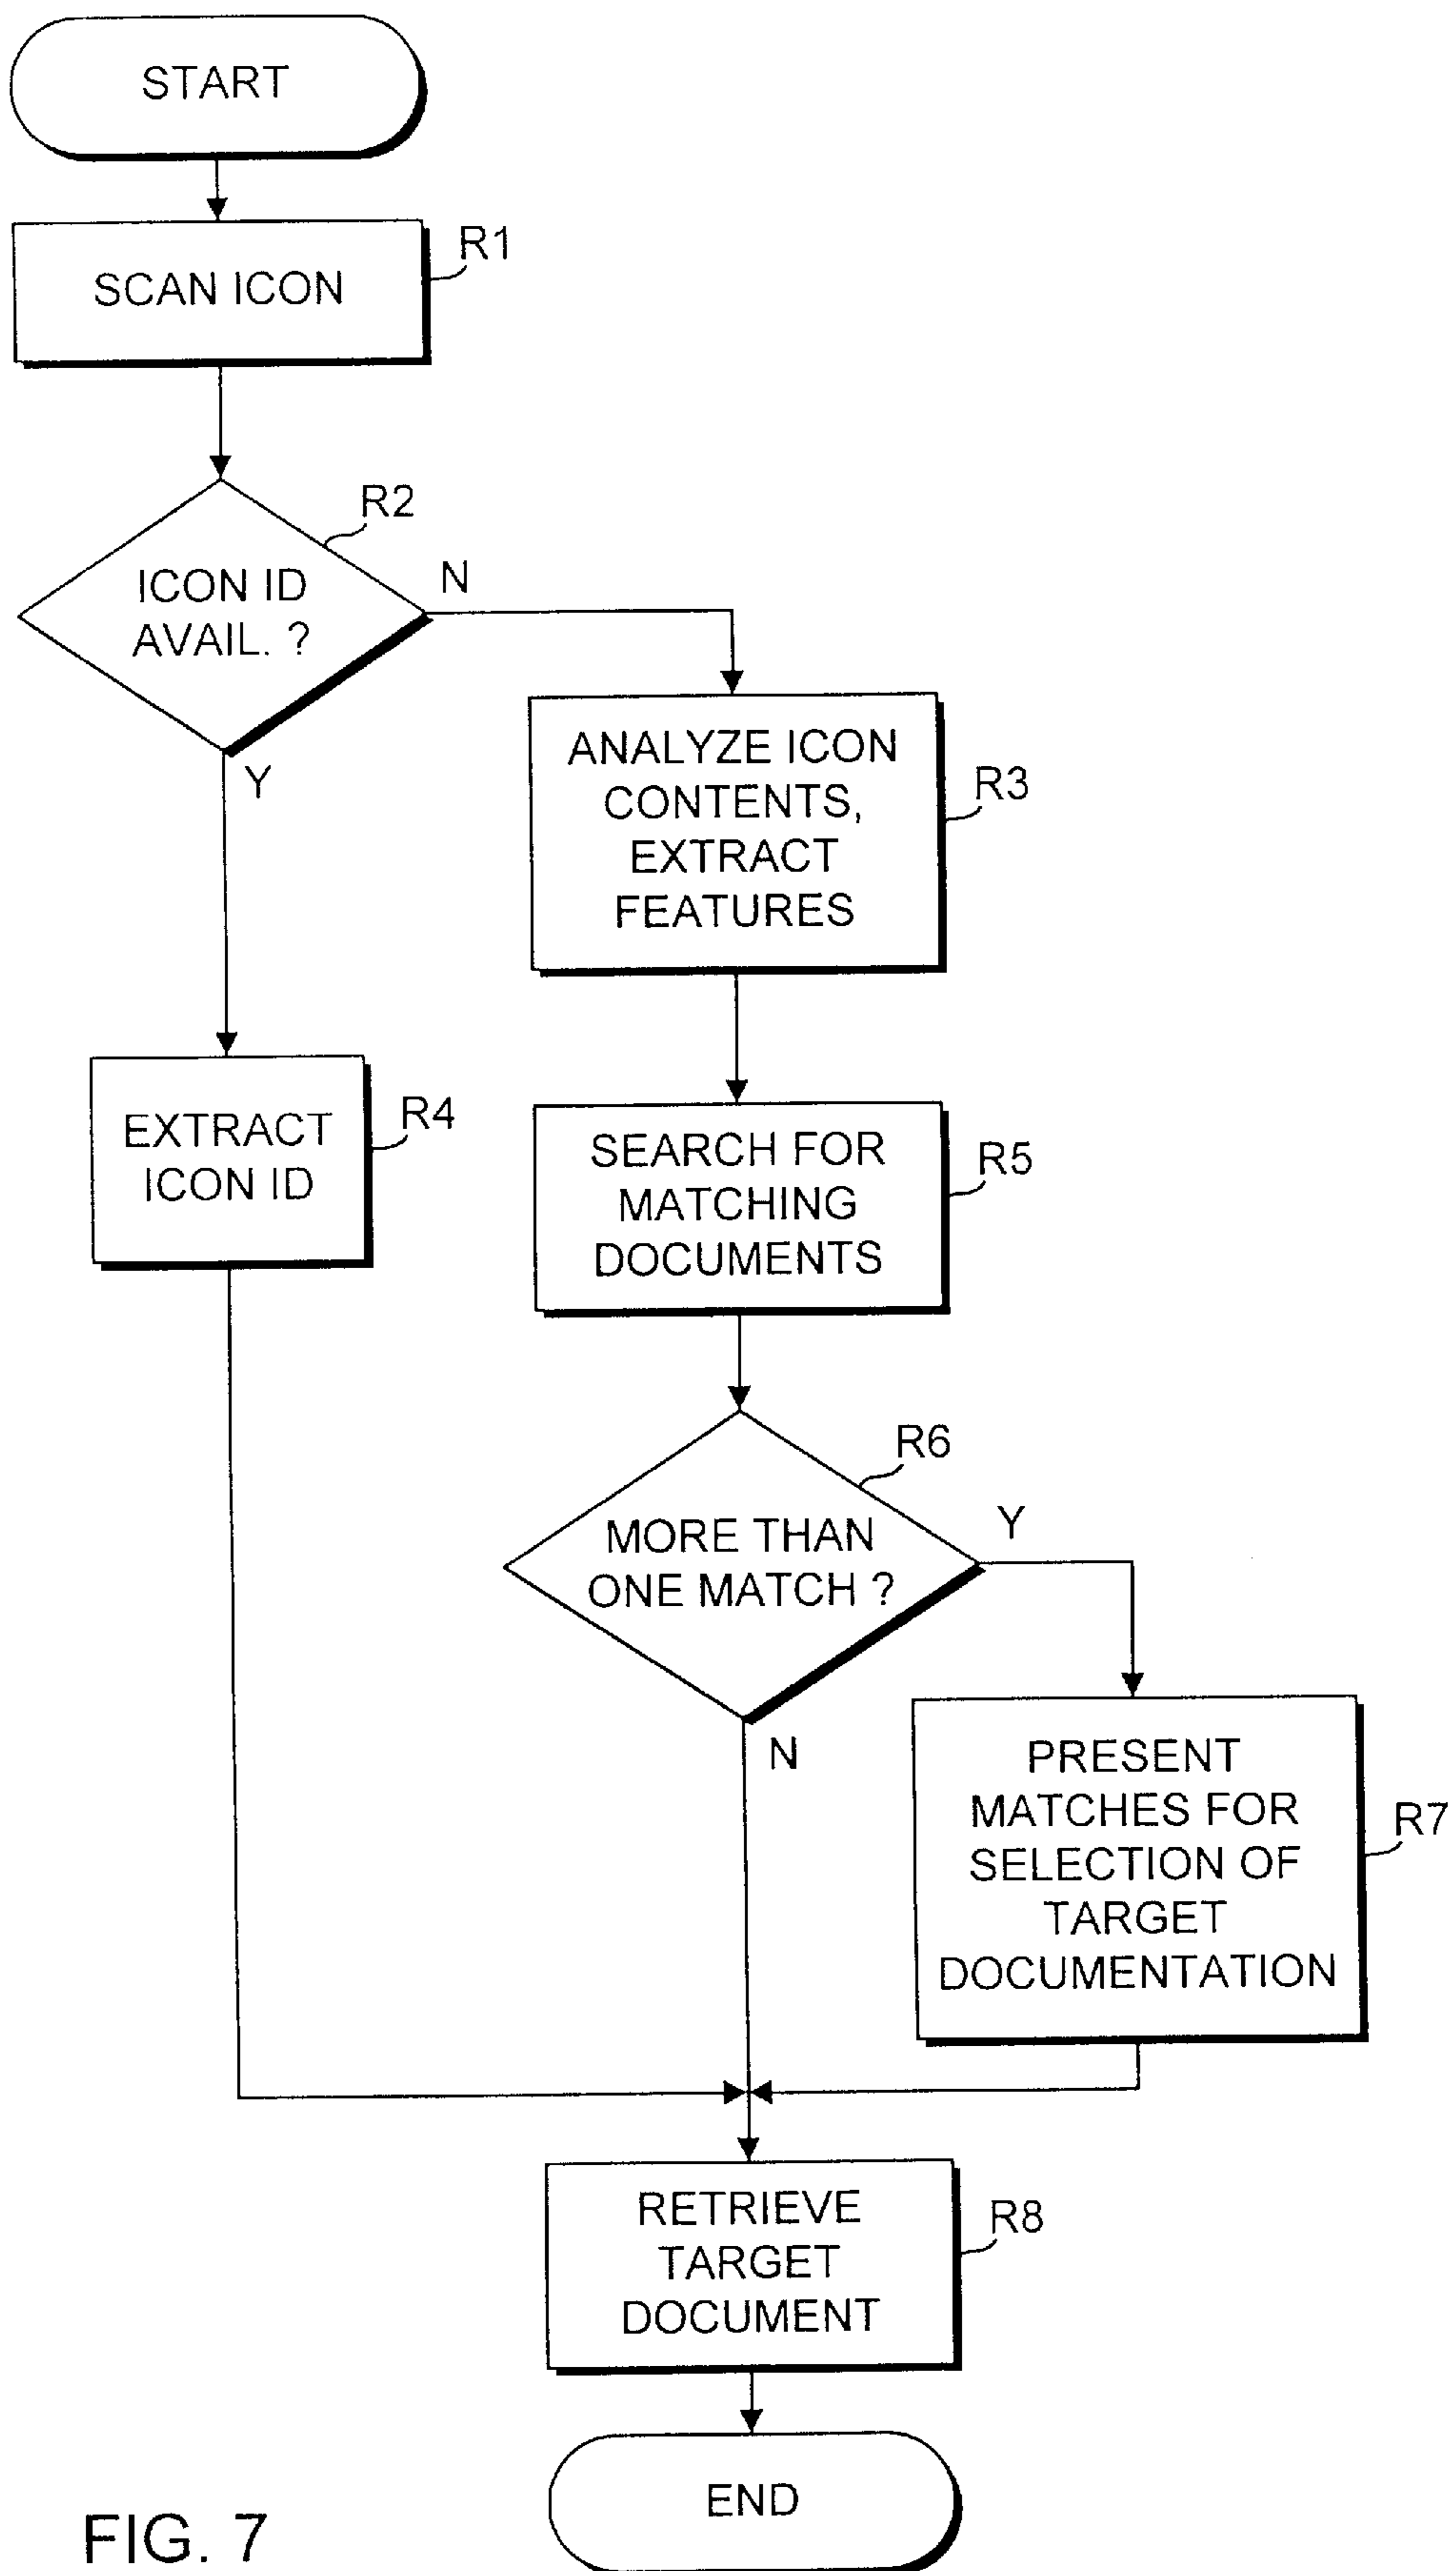 START
SCAN ICON
R1
ICON ID
AVAIL. ?
R2
N
Y
ANALYZE ICON
CONTENTS,
EXTRACT
FEATURES
R3
EXTRACT
ICON ID
R4
SEARCH FOR
MATCHING
DOCUMENTS
R5
MORE THAN
ONE MATCH ?
R6
Y
N
PRESENT
MATCHES FOR
SELECTION OF
TARGET
DOCUMENTATION
R7
RETRIEVE
TARGET
DOCUMENT
R8
END
FIG. 7